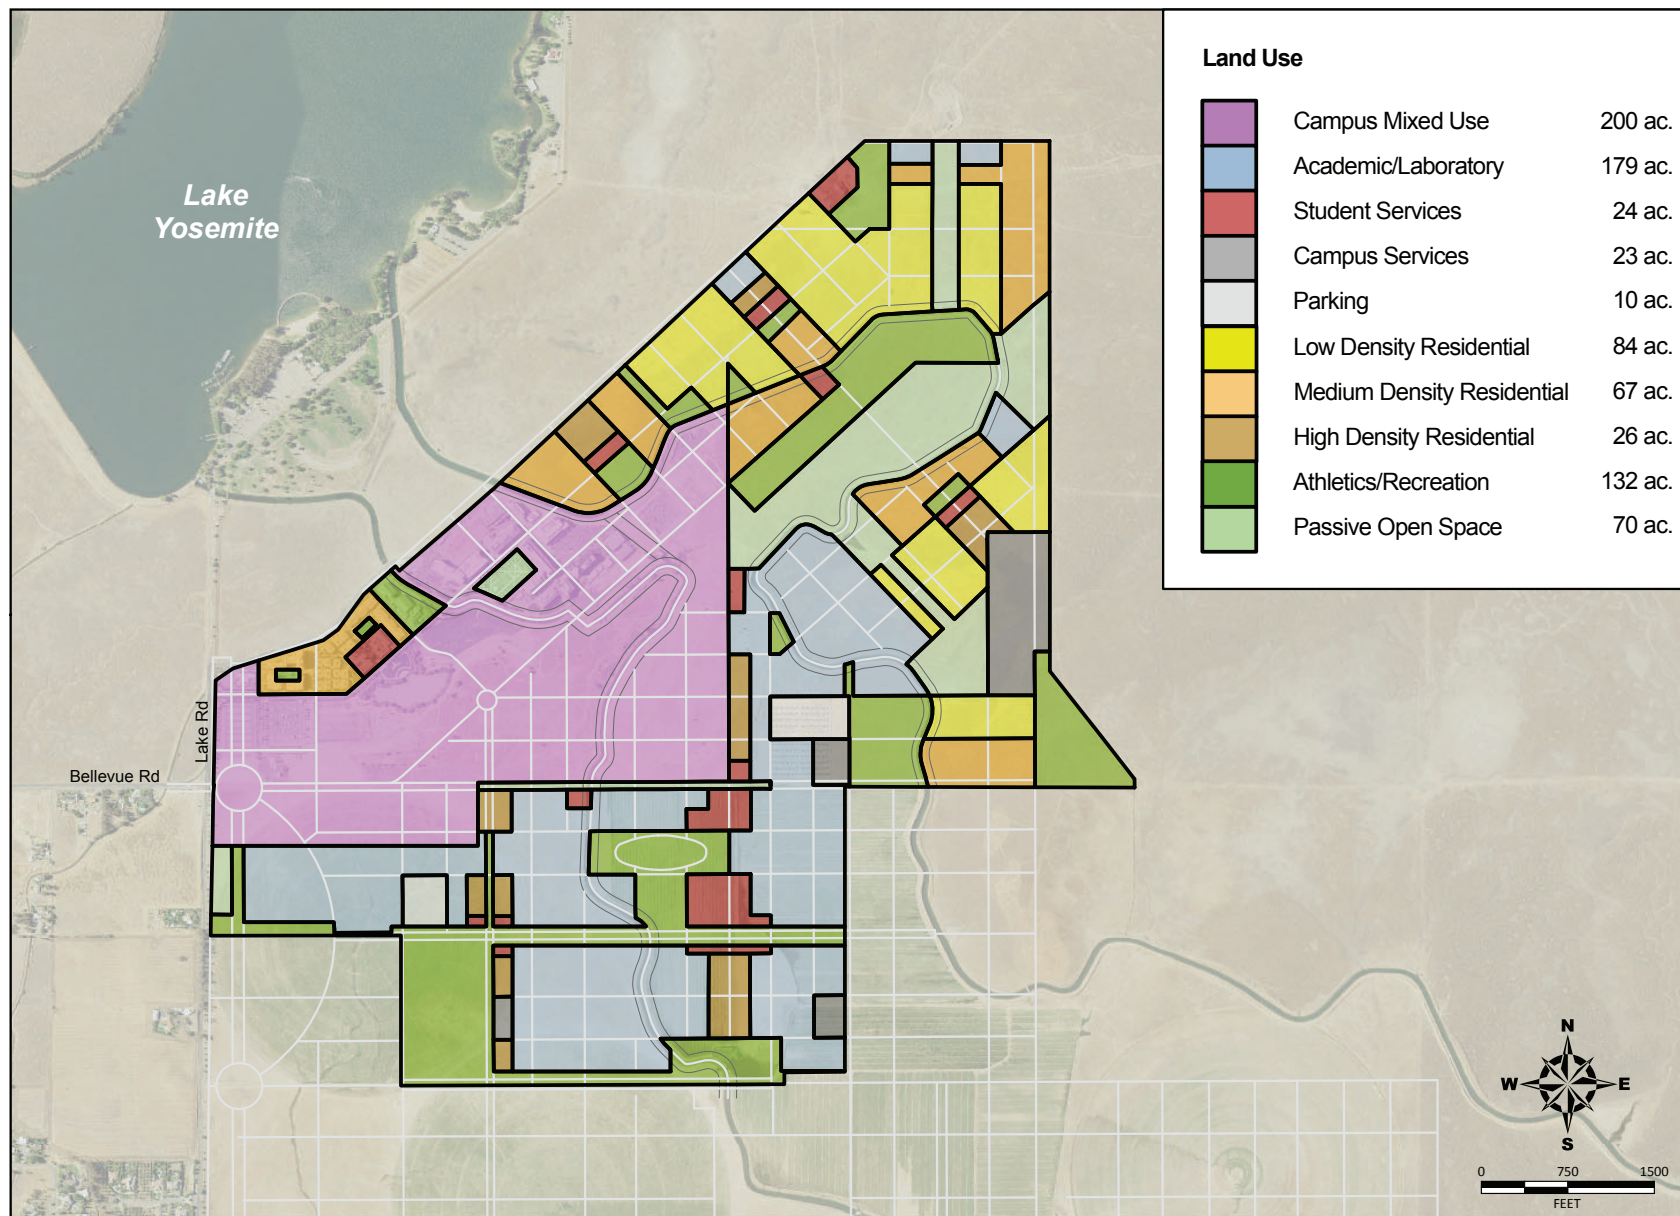 Lake
Yosemite
Lake Rd
Bellevue Rd
Land Use
Campus Mixed Use 200 ac.
Academic/Laboratory 179 ac.
Student Services 24 ac.
Campus Services 23 ac.
Parking 10 ac.
Low Density Residential 84 ac.
Medium Density Residential 67 ac.
High Density Residential 26 ac.
Athletics/Recreation 132 ac.
Passive Open Space 70 ac.
N
W E
S
0 750 1500
FEET